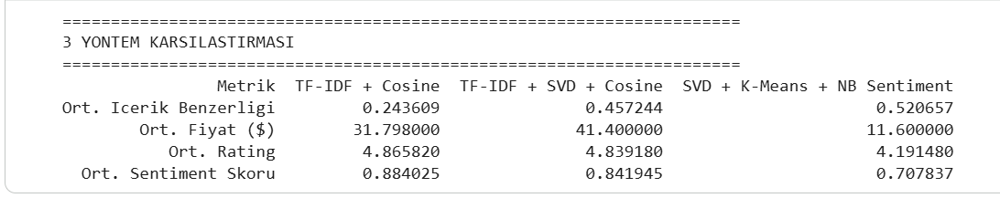 ======================================================================
3 YONTEM KARSILASTIRMASI
======================================================================
Metrik TF-IDF + Cosine TF-IDF + SVD + Cosine SVD + K-Means + NB Sentiment
Ort. Icerik Benzerligi 0.243609 0.457244 0.520657
Ort. Fiyat ($) 31.798000 41.400000 11.600000
Ort. Rating 4.865820 4.839180 4.191480
Ort. Sentiment Skoru 0.884025 0.841945 0.707837